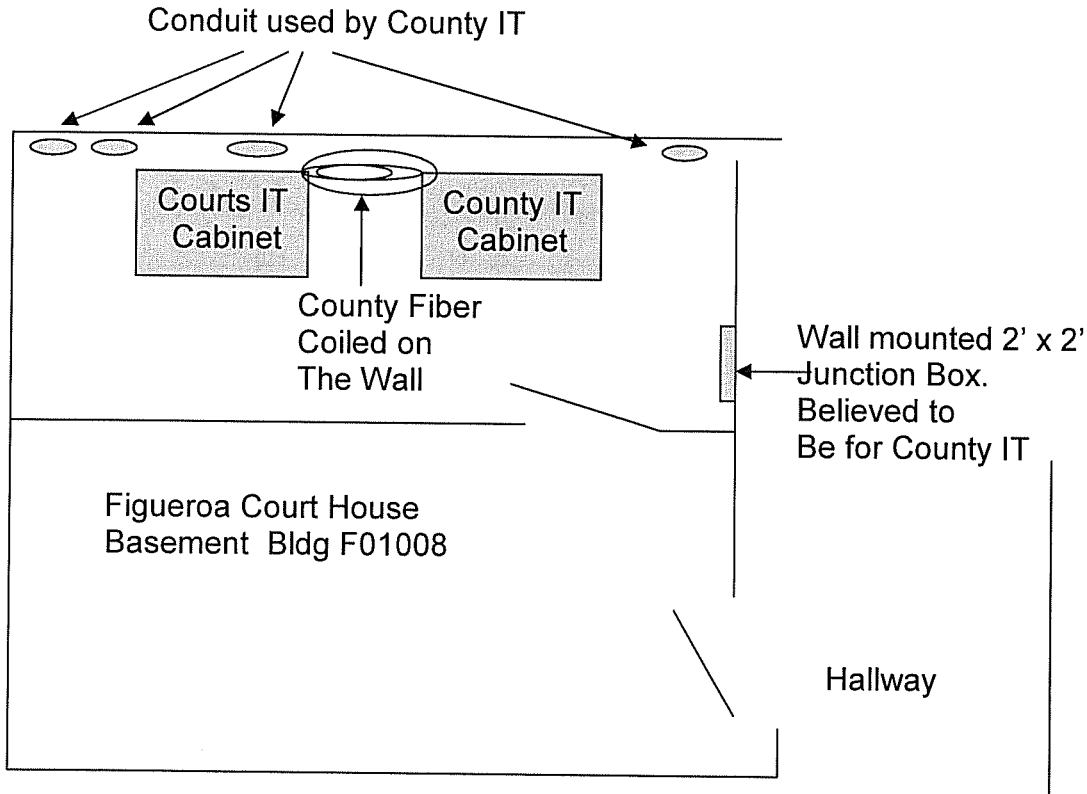 Conduit used by County IT
Courts IT
Cabinet
County IT
Cabinet
County Fiber
Coiled on
The Wall
Wall mounted 2' x 2'
Junction Box.
Believed to
Be for County IT
Figueroa Court House
Basement Bldg F01008
Hallway